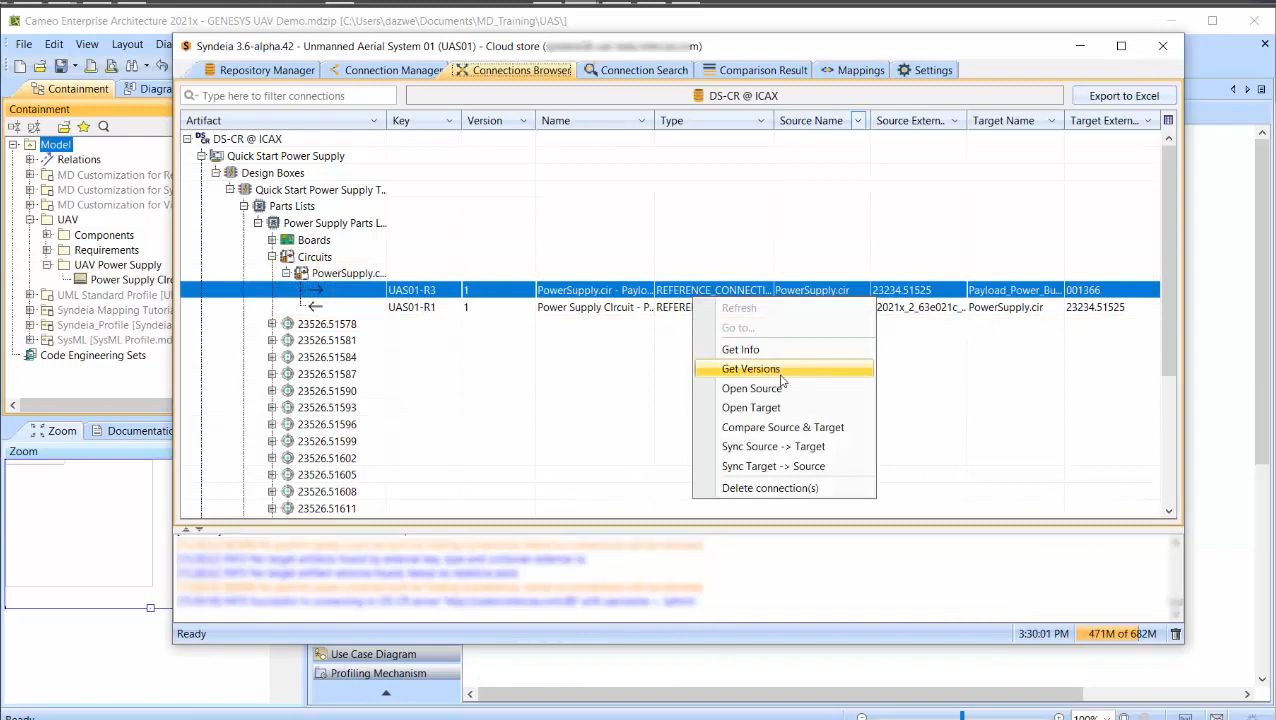 Cameo Enterprise Architecture 2021x - GENESYS UAV Demo.mdzip [C:\Users\dazwe\Documents\MD_Training\UAS\]
File Edit View Layout Dia
Containment Diagra
Containment
Model
Relations
MD Customization for Re
MD Customization for Sy
MD Customization for Vi
UAV
Components
Requirements
UAV Power Supply
Power Supply CIrc
UML Standard Profile [UM
Syndeia Mapping Tutoria
Syndeia_Profile [Syndeia
SysML [SysML Profile.md
Code Engineering Sets
Zoom Documentatio
Zoom
Syndeia 3.6-alpha.42 - Unmanned Aerial System 01 (UAS01) - Cloud store (
Repository Manager Connection Manager Connections Browser Connection Search Comparison Result Mappings Settings
Type here to filter connections DS-CR @ ICAX Export to Excel
Artifact Key Version Name Type Source Name Source Extern.. Target Name Target Extern..
DS-CR @ ICAX
Quick Start Power Supply
Design Boxes
Quick Start Power Supply T..
Parts Lists
Power Supply Parts L...
Boards
Circuits
PowerSupply.c...
UAS01-R3 1 PowerSupply.cir - Paylo... REFERENCE_CONNECTI... PowerSupply.cir 23234.51525 Payload_Power_Bu... 001366
UAS01-R1 1 Power Supply CIrcuit - P... REFE 2021x_2_63e021c_.. PowerSupply.cir 23234.51525
23526.51578
23526.51581
23526.51584
23526.51587
23526.51590
23526.51593
23526.51596
23526.51599
23526.51602
23526.51605
23526.51608
23526.51611
Refresh
Go to...
Get Info
Get Versions
Open Source
Open Target
Compare Source & Target
Sync Source -> Target
Sync Target -> Source
Delete connection(s)
Ready 3:30:01 PM 471M of 682M
Use Case Diagram
Profiling Mechanism
Ready 100%